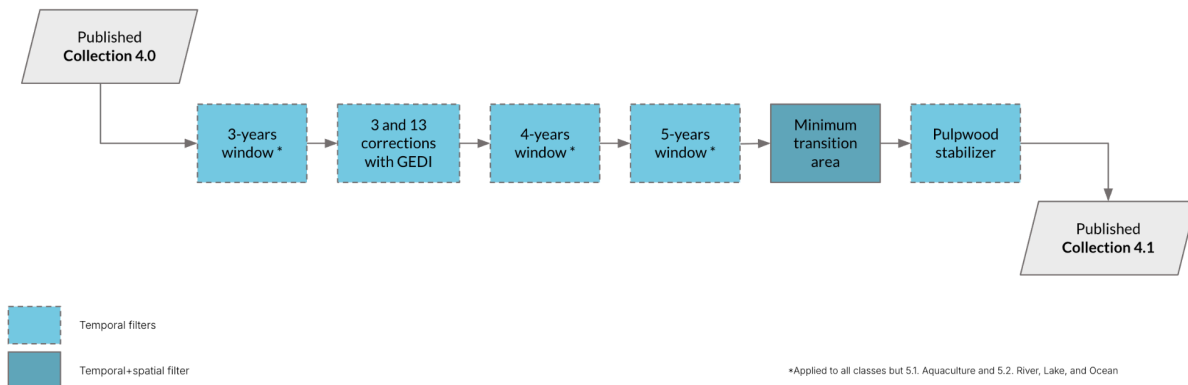 Published
Collection 4.0
3-years
window *
3 and 13
corrections
with GEDI
4-years
window *
5-years
window *
Minimum
transition
area
Pulpwood
stabilizer
Published
Collection 4.1
Temporal filters
Temporal+spatial filter
*Applied to all classes but 5.1. Aquaculture and 5.2. River, Lake, and Ocean